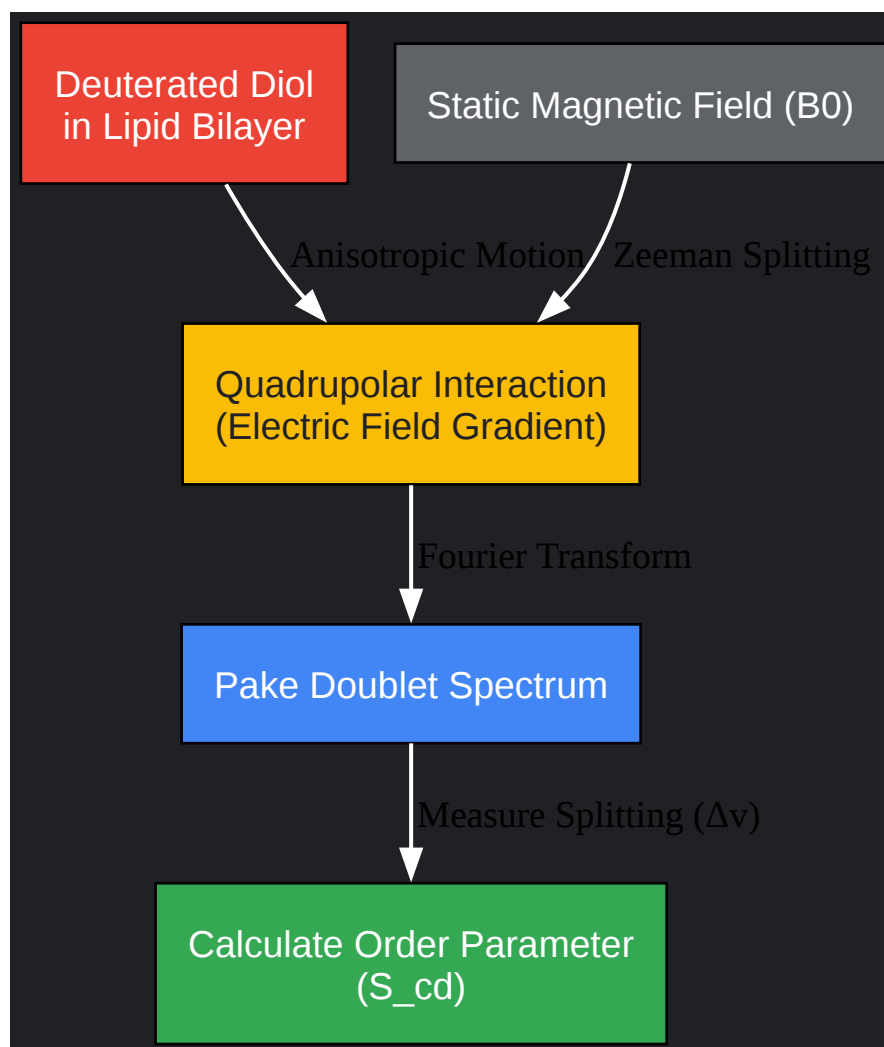 Deuterated Diol
in Lipid Bilayer
Static Magnetic Field (B0)
Anisotropic Motion
Zeeman Splitting
Quadrupolar Interaction
(Electric Field Gradient)
Fourier Transform
Pake Doublet Spectrum
Measure Splitting (Δν)
Calculate Order Parameter
(S_cd)